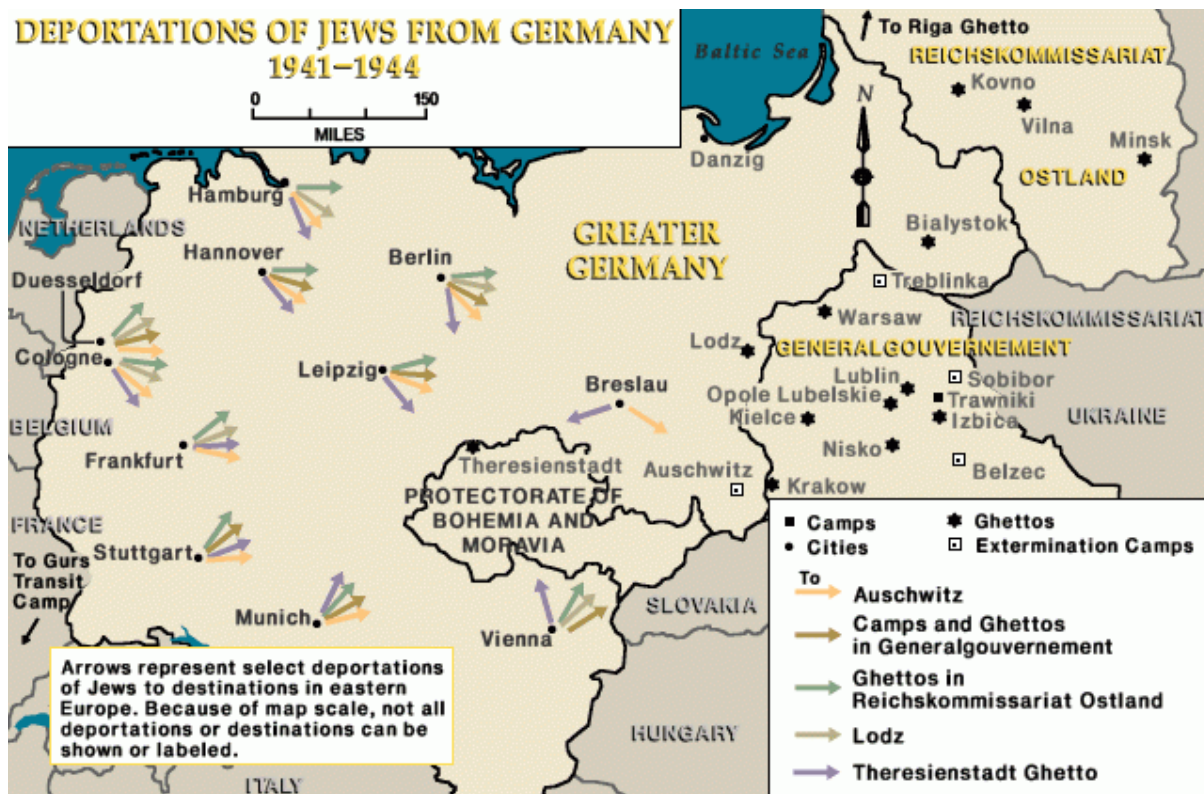 DEPORTATIONS OF JEWS FROM GERMANY
1941–1944
0 150
MILES
Baltic Sea
To Riga Ghetto
REICHSKOMMISSARIAT
Kovno
Vilna
Minsk
OSTLAND
N
Danzig
Bialystok
Treblinka
Hamburg
NETHERLANDS
Hannover
Berlin
GREATER
GERMANY
Duesseldorf
Cologne
Leipzig
Breslau
Lodz
Warsaw
REICHSKOMMISSARIAT
UKRAINE
GENERALGOUVERNEMENT
Lublin
Sobibor
Opole Lubelskie
Trawniki
Kielce
Izbica
Nisko
Belzec
BELGIUM
Frankfurt
Theresienstadt
Auschwitz
Krakow
PROTECTORATE OF
BOHEMIA AND
MORAVIA
FRANCE
To Gurs
Transit
Camp
Stuttgart
Munich
Vienna
SLOVAKIA
HUNGARY
ITALY
Arrows represent select deportations
of Jews to destinations in eastern
Europe. Because of map scale, not all
deportations or destinations can be
shown or labeled.
Camps
Ghettos
Cities
Extermination Camps
To
Auschwitz
Camps and Ghettos
in Generalgouvernement
Ghettos in
Reichskommissariat Ostland
Lodz
Theresienstadt Ghetto